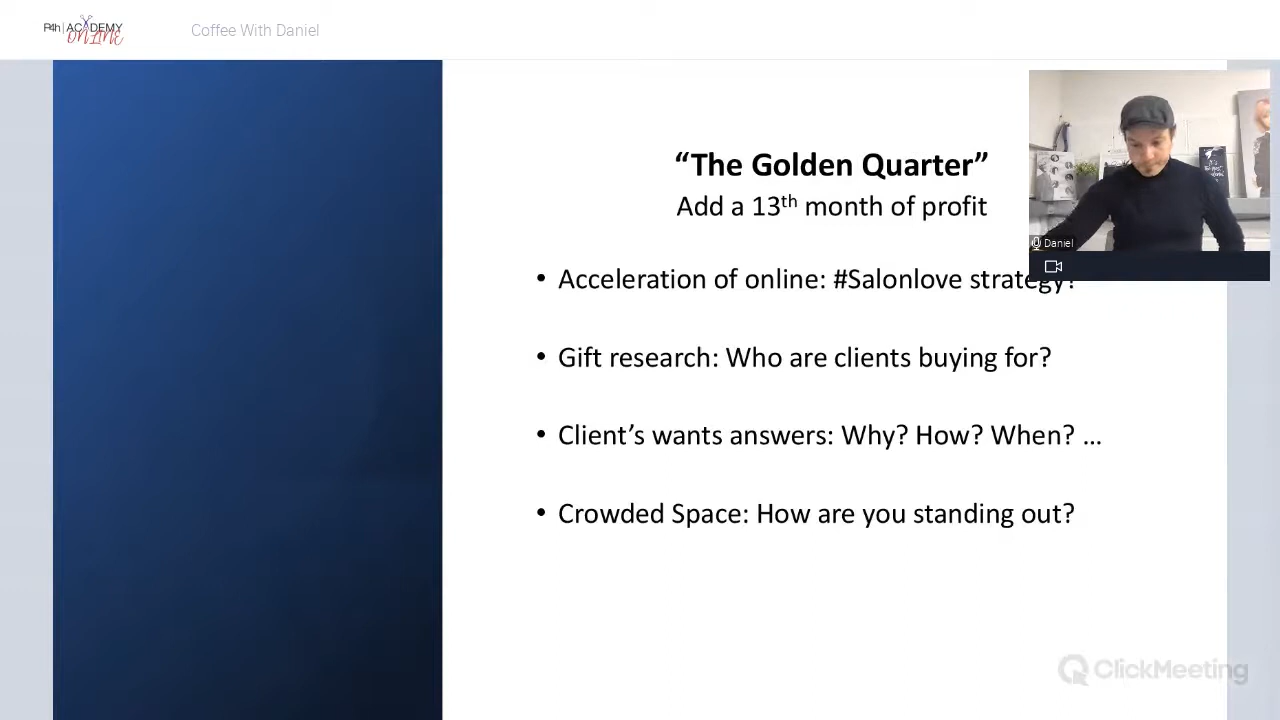 P4h ACADEMY
ONLINE
Coffee With Daniel
“The Golden Quarter”
Add a 13th month of profit
• Acceleration of online: #Salonlove strategy?
• Gift research: Who are clients buying for?
• Client’s wants answers: Why? How? When? ...
• Crowded Space: How are you standing out?
Daniel
ClickMeeting